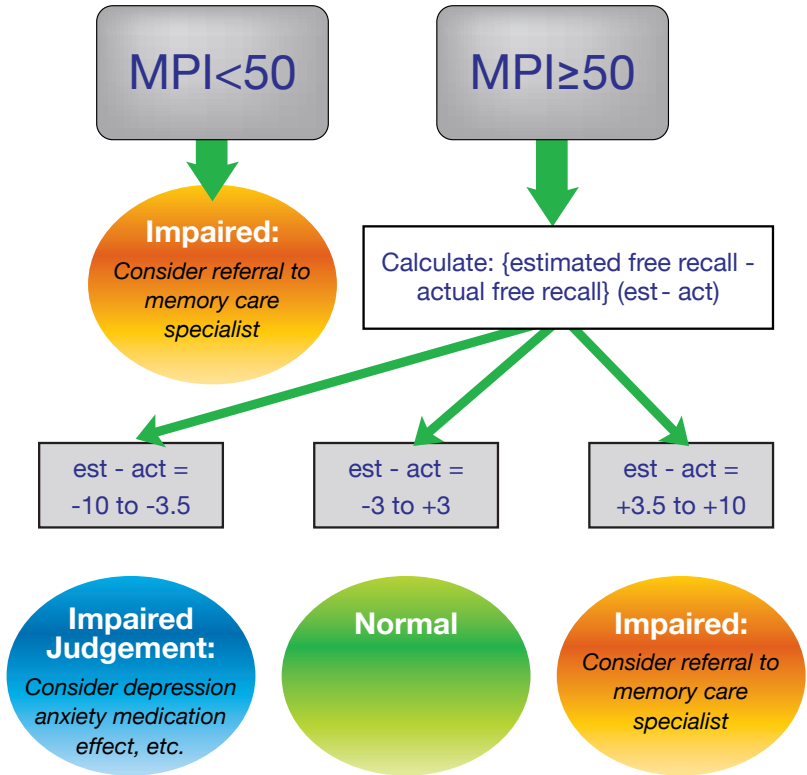 MPI<50
MPI≥50
Impaired:
Consider referral to
memory care
specialist
Calculate: {estimated free recall -
actual free recall} (est - act)
est - act =
-10 to -3.5
est - act =
-3 to +3
est - act =
+3.5 to +10
Impaired
Judgement:
Consider depression
anxiety medication
effect, etc.
Normal
Impaired:
Consider referral to
memory care
specialist